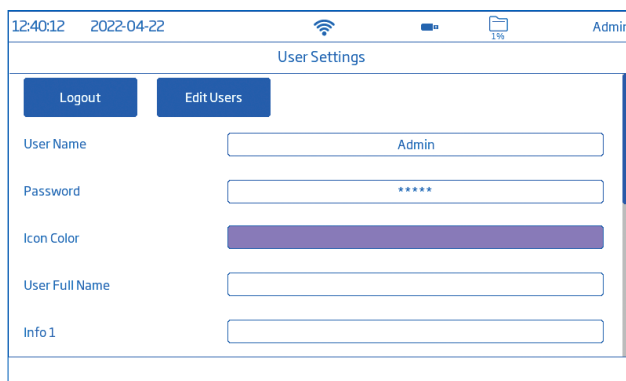 12:40:12 2022-04-22 1% Admin
User Settings
Logout Edit Users
User Name Admin
Password *****
Icon Color
User Full Name
Info 1